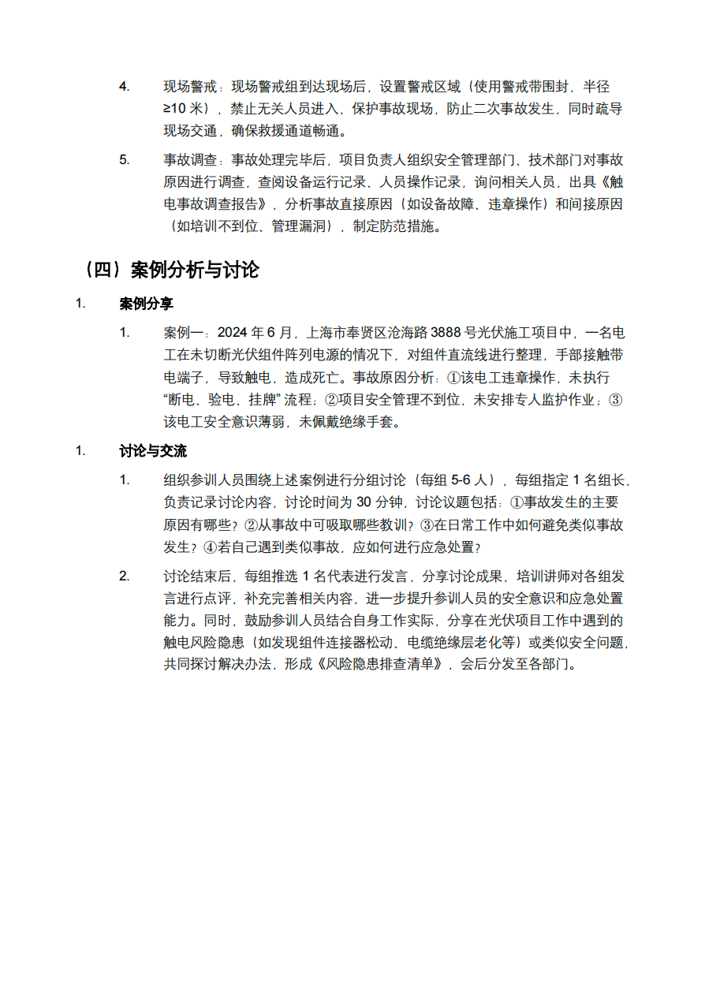 4. 现场警戒：现场警戒组到达现场后，设置警戒区域（使用警戒带围封，半径
≥10 米），禁止无关人员进入，保护事故现场，防止二次事故发生，同时疏导
现场交通，确保救援通道畅通。
5. 事故调查：事故处理完毕后，项目负责人组织安全管理部门、技术部门对事故
原因进行调查，查阅设备运行记录、人员操作记录，询问相关人员，出具《触
电事故调查报告》，分析事故直接原因（如设备故障、违章操作）和间接原因
（如培训不到位、管理漏洞），制定防范措施。
（四）案例分析与讨论
1. 案例分享
1. 案例一：2024 年 6 月，上海市奉贤区沧海路 3888 号光伏施工项目中，一名电
工在未切断光伏组件阵列电源的情况下，对组件直流线进行整理，手部接触带
电端子，导致触电，造成死亡。事故原因分析：①该电工违章操作，未执行
“断电、验电、挂牌” 流程；②项目安全管理不到位，未安排专人监护作业；③
该电工安全意识薄弱，未佩戴绝缘手套。
1. 讨论与交流
1. 组织参训人员围绕上述案例进行分组讨论（每组 5-6 人），每组指定 1 名组长，
负责记录讨论内容，讨论时间为 30 分钟，讨论议题包括：①事故发生的主要
原因有哪些？②从事故中可吸取哪些教训？③在日常工作中如何避免类似事故
发生？④若自己遇到类似事故，应如何进行应急处置？
2. 讨论结束后，每组推选 1 名代表进行发言，分享讨论成果，培训讲师对各组发
言进行点评，补充完善相关内容，进一步提升参训人员的安全意识和应急处置
能力。同时，鼓励参训人员结合自身工作实际，分享在光伏项目工作中遇到的
触电风险隐患（如发现组件连接器松动、电缆绝缘层老化等）或类似安全问题，
共同探讨解决办法，形成《风险隐患排查清单》，会后分发至各部门。